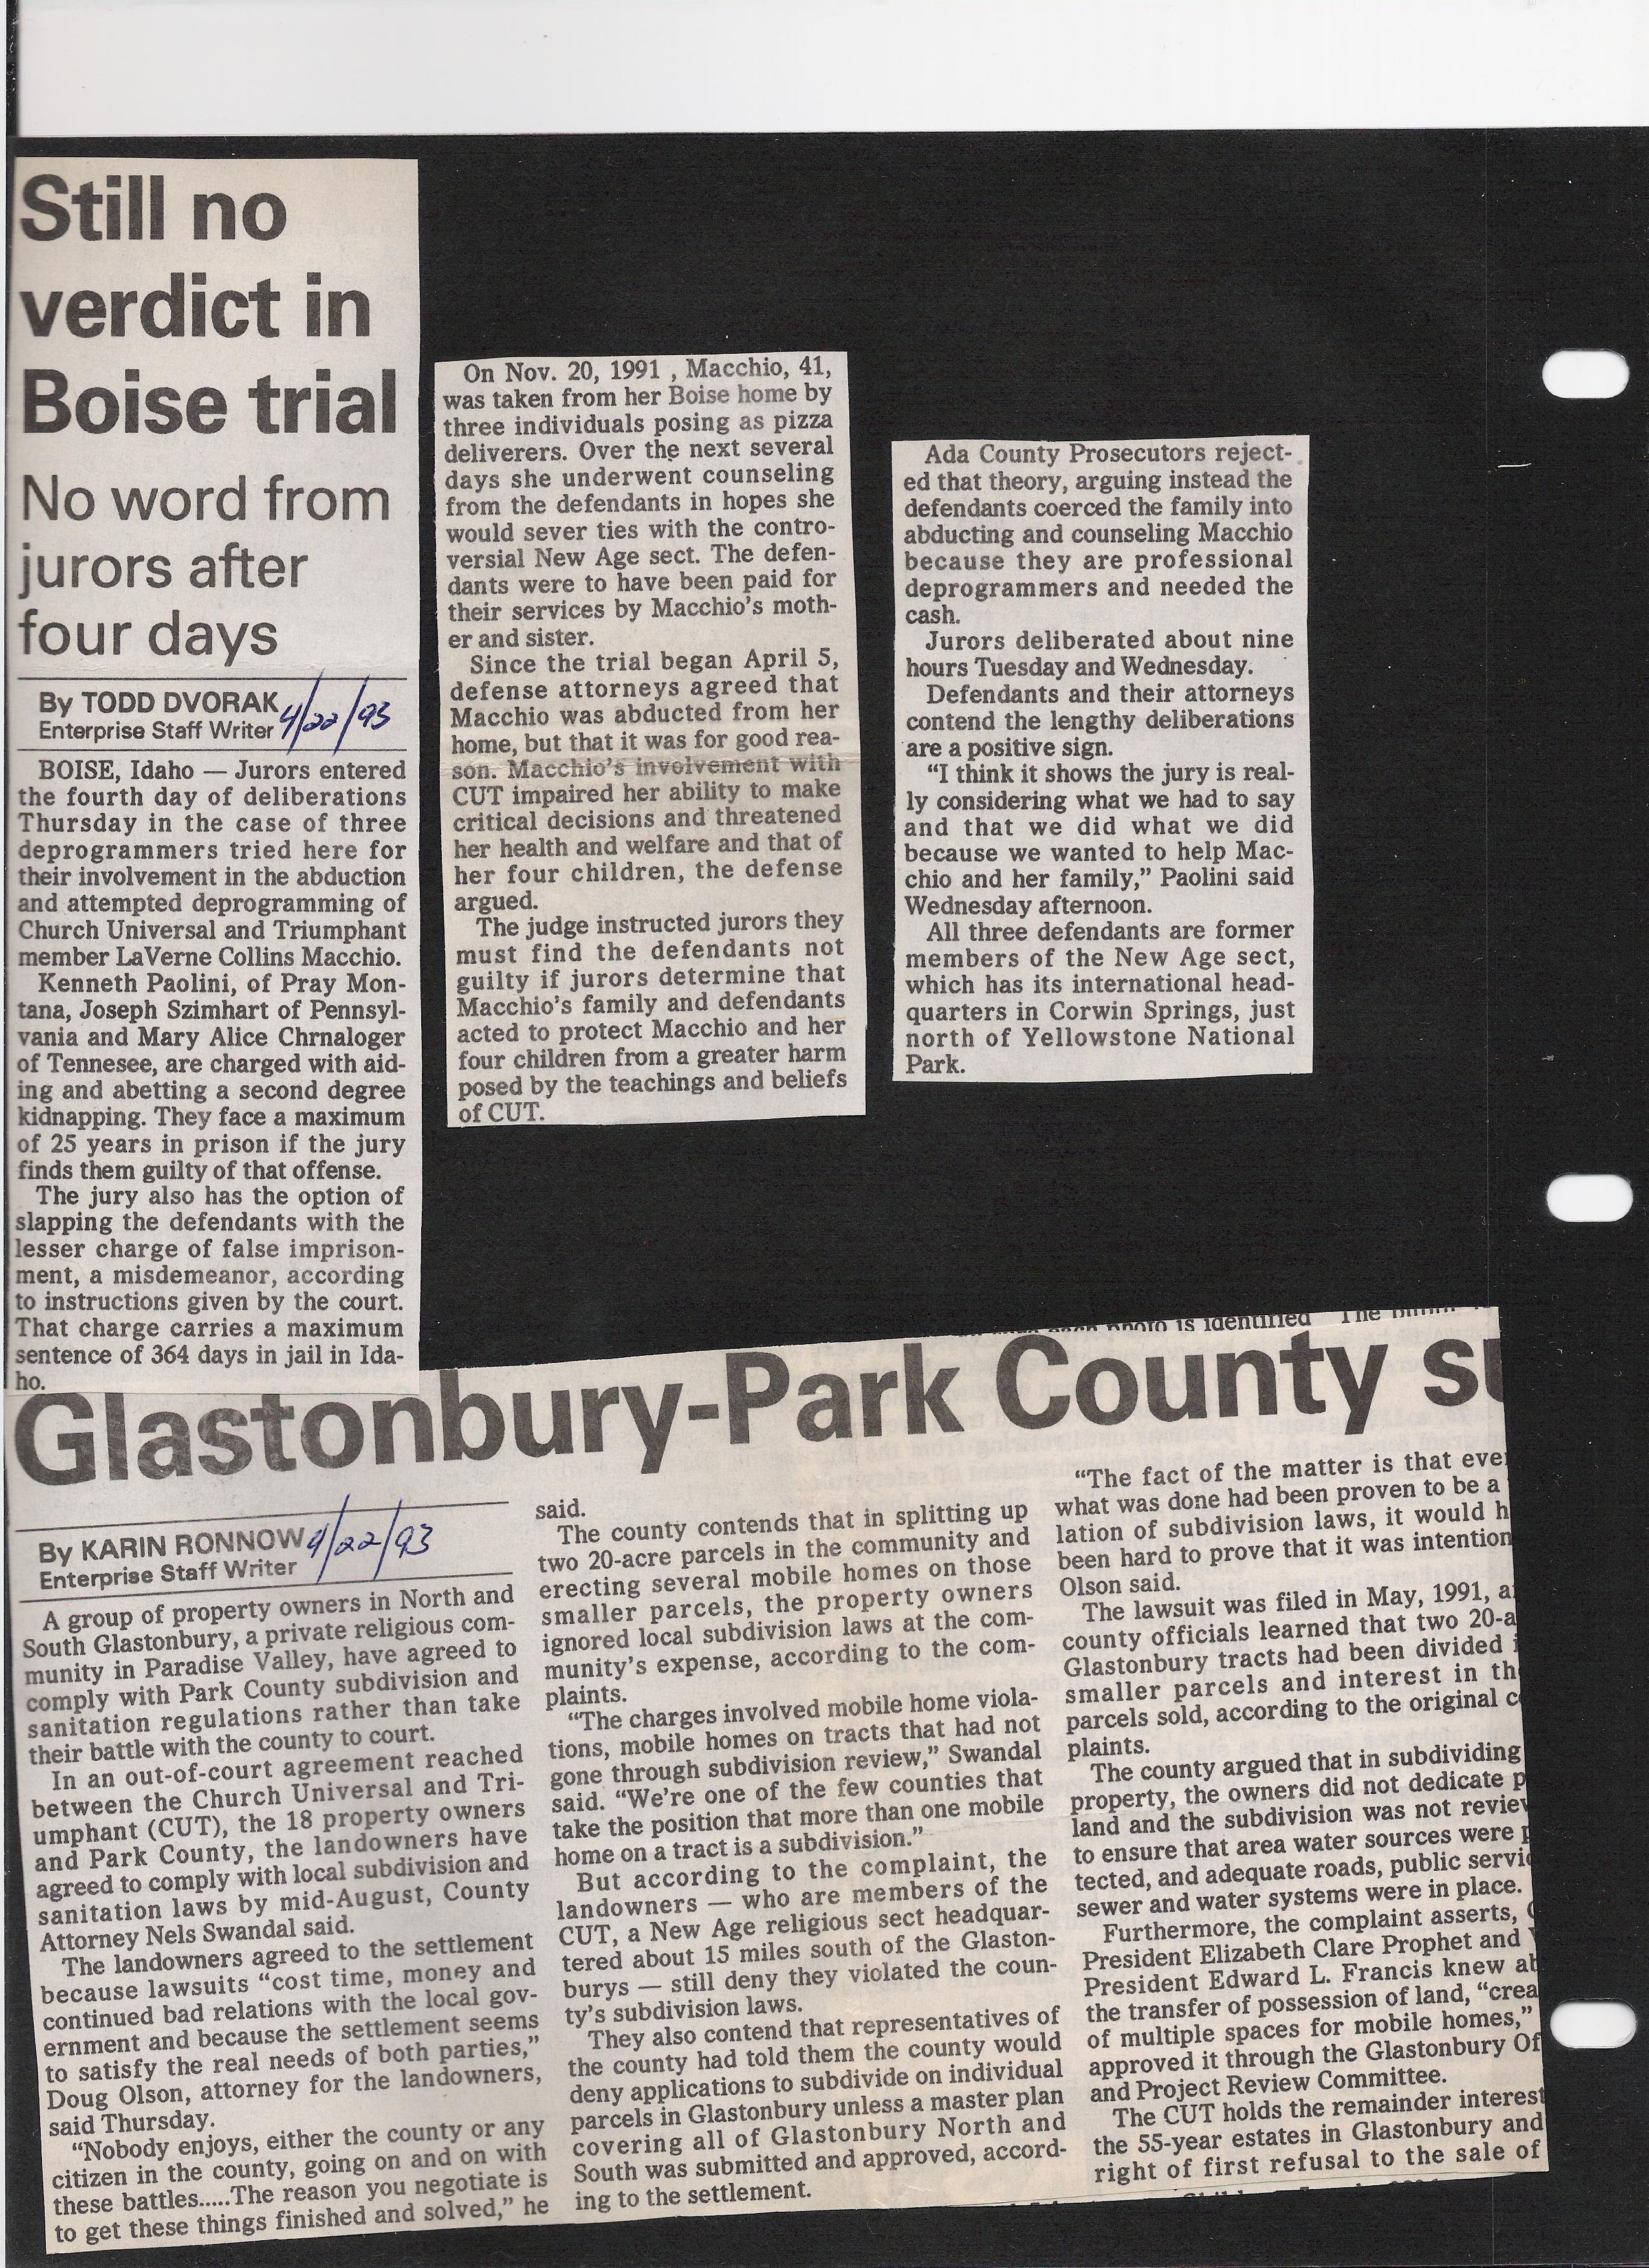 Still no
verdict in
Boise trial
No word from
jurors after
four days
By TODD DVORAK
Enterprise Staff Writer
4/22/93
BOISE, Idaho — Jurors entered
the fourth day of deliberations
Thursday in the case of three
deprogrammers tried here for
their involvement in the abduction
and attempted deprogramming of
Church Universal and Triumphant
member LaVerne Collins Macchio.
Kenneth Paolini, of Pray Mon-
tana, Joseph Szimhart of Pennsyl-
vania and Mary Alice Chrnaloger
of Tennesee, are charged with aid-
ing and abetting a second degree
kidnapping. They face a maximum
of 25 years in prison if the jury
finds them guilty of that offense.
The jury also has the option of
slapping the defendants with the
lesser charge of false imprison-
ment, a misdemeanor, according
to instructions given by the court.
That charge carries a maximum
sentence of 364 days in jail in Ida-
ho.
On Nov. 20, 1991 , Macchio, 41,
was taken from her Boise home by
three individuals posing as pizza
deliverers. Over the next several
days she underwent counseling
from the defendants in hopes she
would sever ties with the contro-
versial New Age sect. The defen-
dants were to have been paid for
their services by Macchio's moth-
er and sister.
Since the trial began April 5,
defense attorneys agreed that
Macchio was abducted from her
home, but that it was for good rea-
son. Macchio's involvement with
CUT impaired her ability to make
critical decisions and threatened
her health and welfare and that of
her four children, the defense
argued.
The judge instructed jurors they
must find the defendants not
guilty if jurors determine that
Macchio's family and defendants
acted to protect Macchio and her
four children from a greater harm
posed by the teachings and beliefs
of CUT.
Ada County Prosecutors reject-
ed that theory, arguing instead the
defendants coerced the family into
abducting and counseling Macchio
because they are professional
deprogrammers and needed the
cash.
Jurors deliberated about nine
hours Tuesday and Wednesday.
Defendants and their attorneys
contend the lengthy deliberations
are a positive sign.
"I think it shows the jury is real-
ly considering what we had to say
and that we did what we did
because we wanted to help Mac-
chio and her family," Paolini said
Wednesday afternoon.
All three defendants are former
members of the New Age sect,
which has its international head-
quarters in Corwin Springs, just
north of Yellowstone National
Park.
photo is identified The
Glastonbury-Park County su
By KARIN RONNOW
Enterprise Staff Writer
4/22/93
A group of property owners in North and
South Glastonbury, a private religious com-
munity in Paradise Valley, have agreed to
comply with Park County subdivision and
sanitation regulations rather than take
their battle with the county to court.
In an out-of-court agreement reached
between the Church Universal and Tri-
umphant (CUT), the 18 property owners
and Park County, the landowners have
agreed to comply with local subdivision and
sanitation laws by mid-August, County
Attorney Nels Swandal said.
The landowners agreed to the settlement
because lawsuits "cost time, money and
continued bad relations with the local gov-
ernment and because the settlement seems
to satisfy the real needs of both parties,"
Doug Olson, attorney for the landowners,
said Thursday.
"Nobody enjoys, either the county or any
citizen in the county, going on and on with
these battles.....The reason you negotiate is
to get these things finished and solved," he
said.
The county contends that in splitting up
two 20-acre parcels in the community and
erecting several mobile homes on those
smaller parcels, the property owners
ignored local subdivision laws at the com-
munity's expense, according to the com-
plaints.
"The charges involved mobile home viola-
tions, mobile homes on tracts that had not
gone through subdivision review," Swandal
said. "We're one of the few counties that
take the position that more than one mobile
home on a tract is a subdivision."
But according to the complaint, the
landowners — who are members of the
CUT, a New Age religious sect headquar-
tered about 15 miles south of the Glaston-
burys — still deny they violated the coun-
ty's subdivision laws.
They also contend that representatives of
the county had told them the county would
deny applications to subdivide on individual
parcels in Glastonbury unless a master plan
covering all of Glastonbury North and
South was submitted and approved, accord-
ing to the settlement.
"The fact of the matter is that eve
what was done had been proven to be a
lation of subdivision laws, it would h
been hard to prove that it was intention
Olson said.
The lawsuit was filed in May, 1991, a
county officials learned that two 20-a
Glastonbury tracts had been divided i
smaller parcels and interest in th
parcels sold, according to the original c
plaints.
The county argued that in subdividing
property, the owners did not dedicate p
land and the subdivision was not review
to ensure that area water sources were p
tected, and adequate roads, public servic
sewer and water systems were in place.
Furthermore, the complaint asserts, C
President Elizabeth Clare Prophet and V
President Edward L. Francis knew ab
the transfer of possession of land, "crea
of multiple spaces for mobile homes,"
approved it through the Glastonbury Of
and Project Review Committee.
The CUT holds the remainder interest
the 55-year estates in Glastonbury and
right of first refusal to the sale of